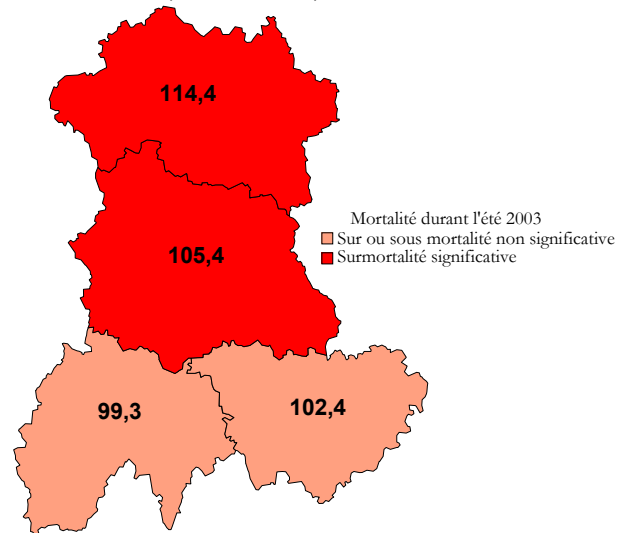 114,4
Mortalité durant l'été 2003
Sur ou sous mortalité non significative
Surmortalité significative
105,4
99,3
102,4